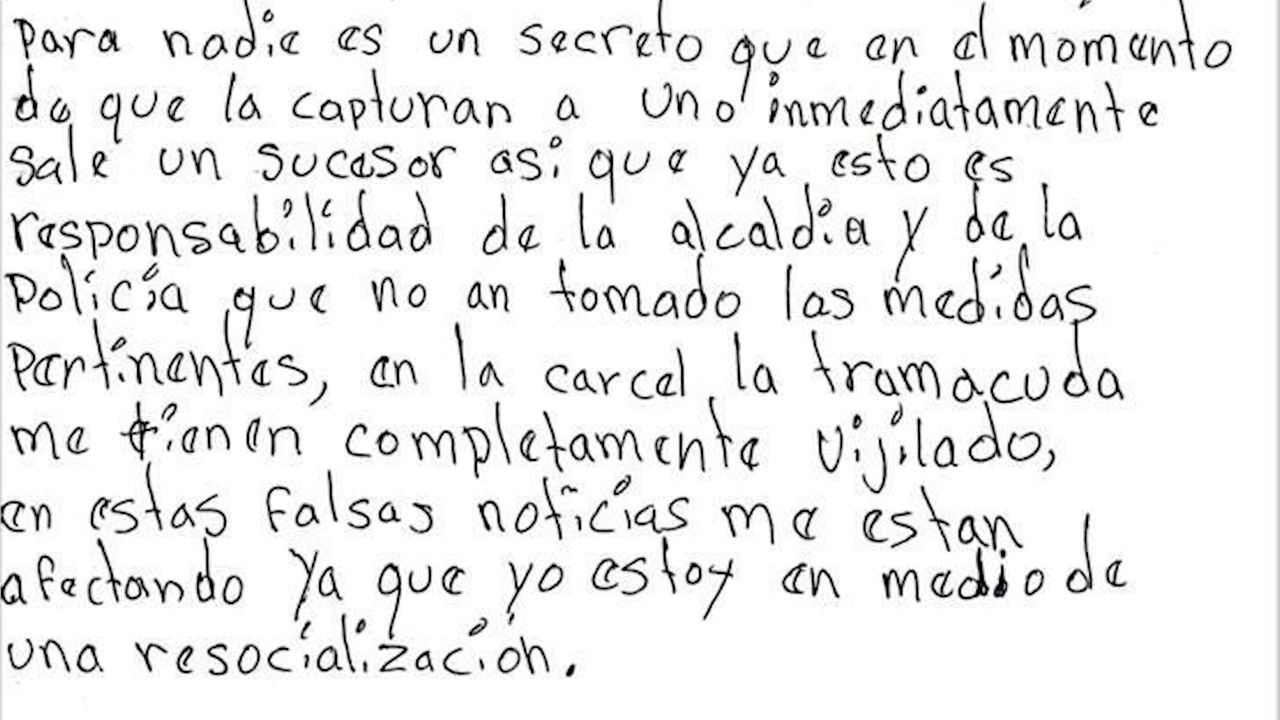 para nadie es un secreto que en el momento
de que la capturan a uno inmediatamente
sale un sucesor asi que ya esto es
responsabilidad de la alcaldia y de la
Policia que no an tomado las medidas
Pertinentes, en la carcel la tramacuda
me tienen completamente vijilado,
en estas falsas noticias me estan
afectando ya que yo estoy en medio de
una resocialización.